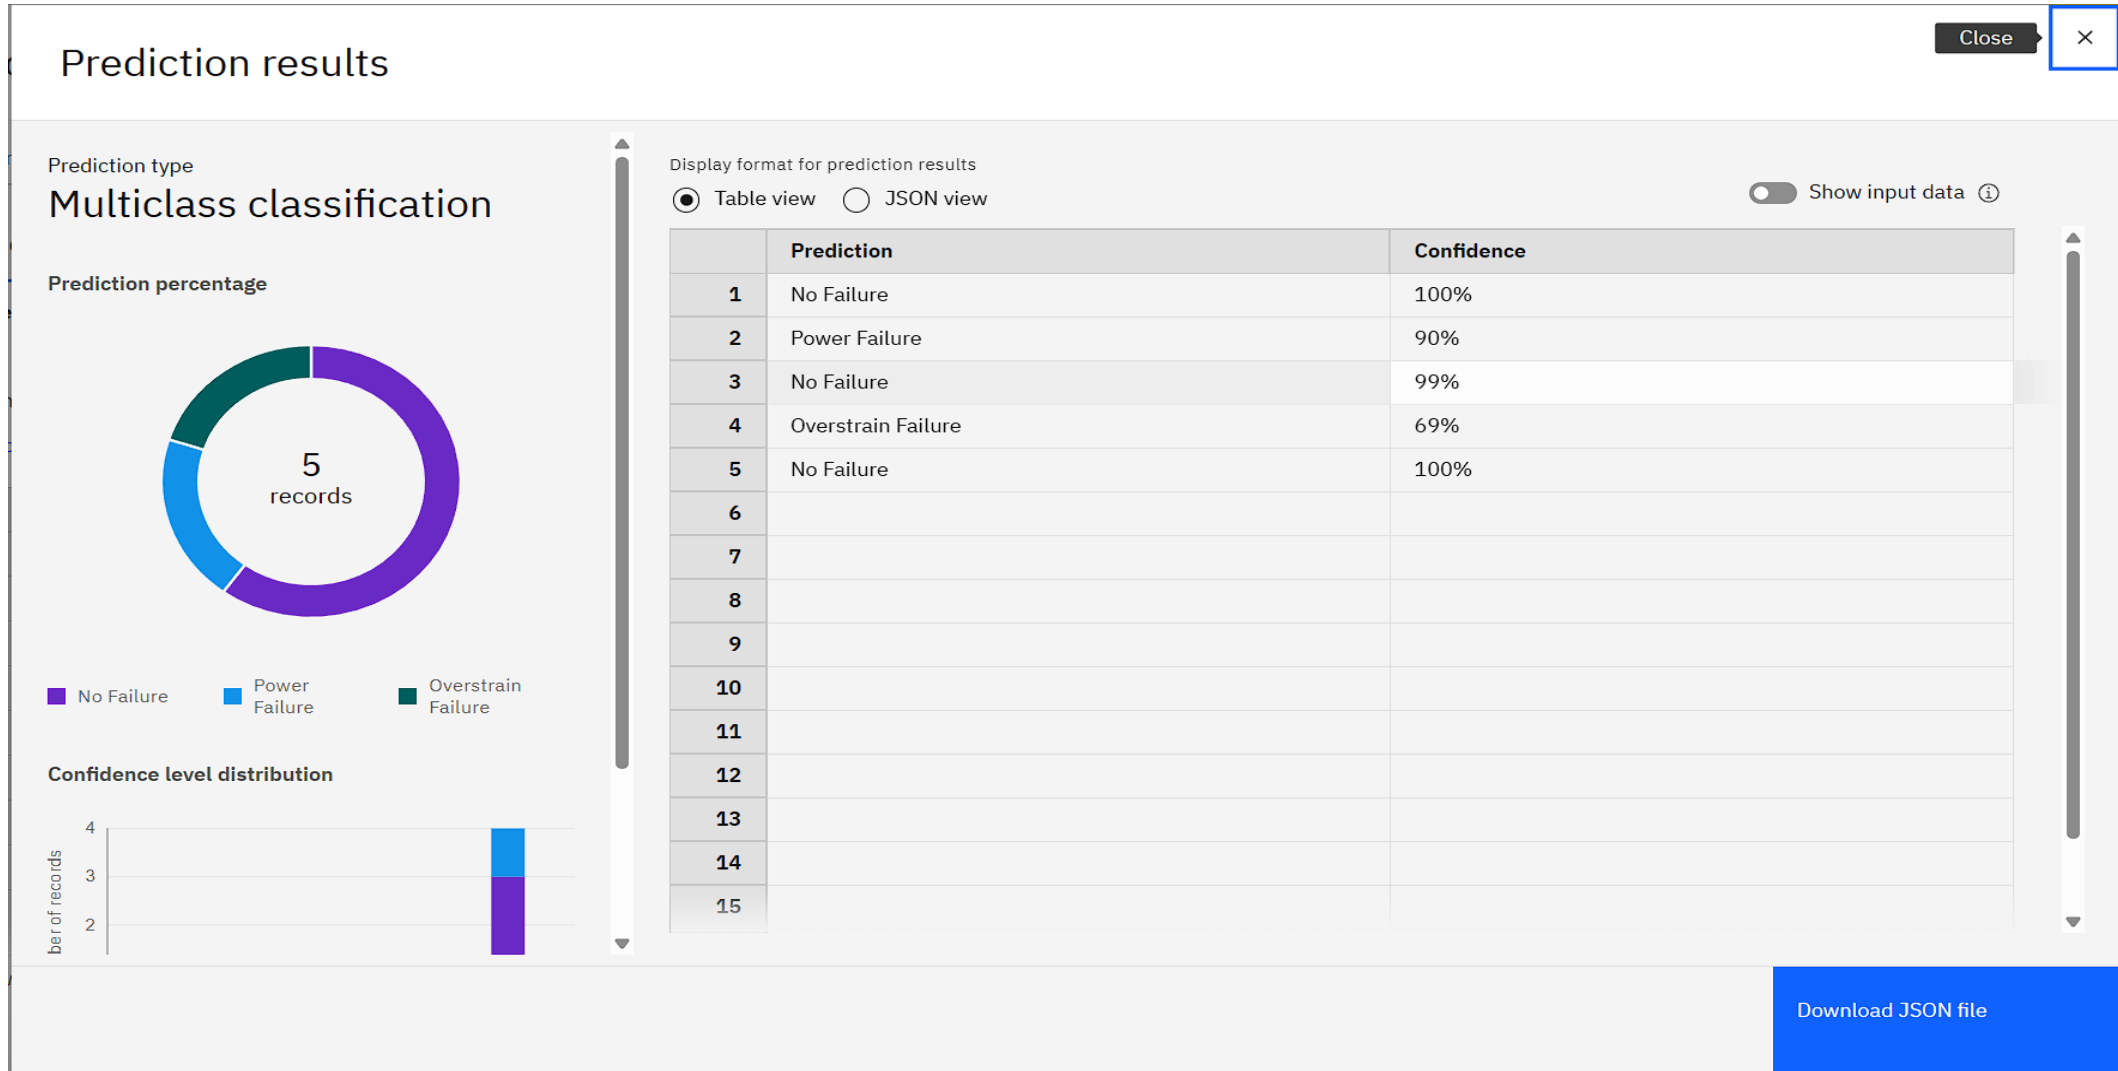 Prediction results
Close
Prediction type
Multiclass classification
Prediction percentage
5
records
No Failure
Power
Failure
Overstrain
Failure
Confidence level distribution
4
3
2
ber of records
Display format for prediction results
Table view
JSON view
Show input data
Prediction Confidence
1 No Failure 100%
2 Power Failure 90%
3 No Failure 99%
4 Overstrain Failure 69%
5 No Failure 100%
6
7
8
9
10
11
12
13
14
15
Download JSON file